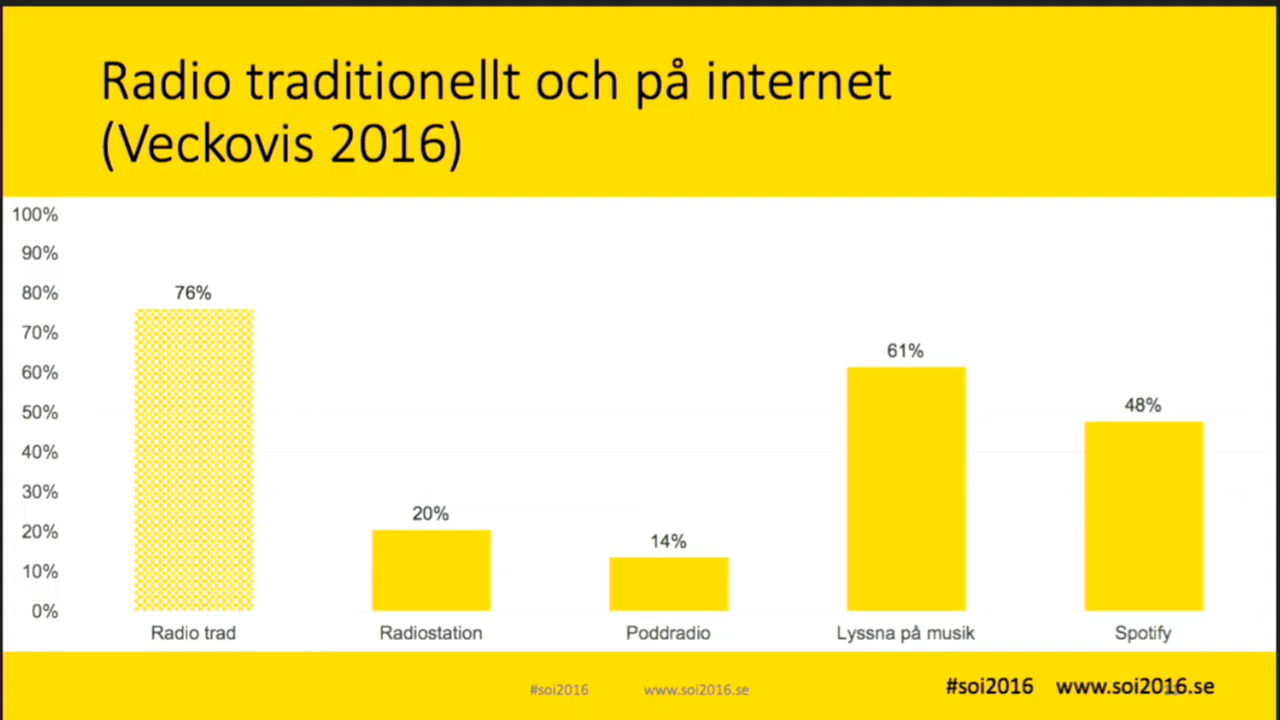 Radio traditionellt och på internet
(Veckovis 2016)
100%
90%
80%
70%
60%
50%
40%
30%
20%
10%
0%
76%
20%
14%
61%
48%
Radio trad
Radiostation
Poddradio
Lyssna på musik
Spotify
#soi2016 www.soi2016.se
#soi2016 www.soi2016.se